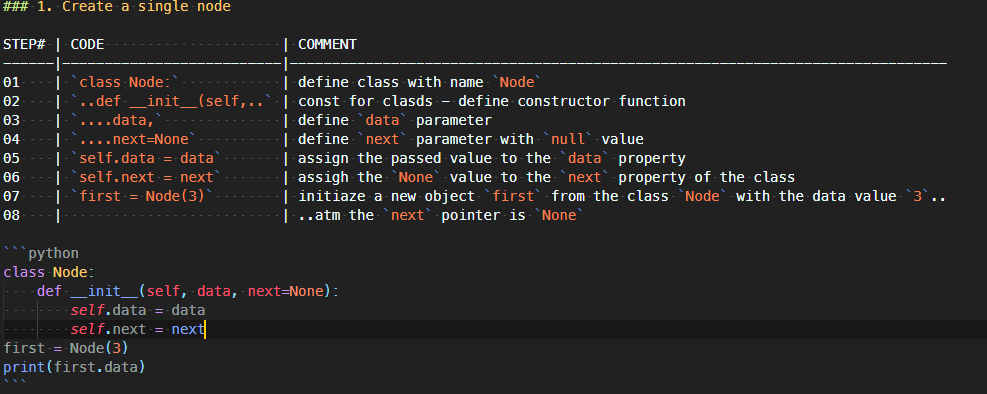 ### 1. Create a single node
STEP# | CODE | COMMENT
------|--------------------------|------------------------------------------------------------------------------
01 | `class Node:` | define class with name `Node`
02 | `..def __init__(self,..` | const for clasds - define constructor function
03 | `....data,` | define `data` parameter
04 | `....next=None` | define `next` parameter with `null` value
05 | `self.data = data` | assign the passed value to the `data` property
06 | `self.next = next` | assigh the `None` value to the `next` property of the class
07 | `first = Node(3)` | initiaze a new object `first` from the class `Node` with the data value `3`..
08 | | ..atm the `next` pointer is `None`
```python
class Node:
    def __init__(self, data, next=None):
        self.data = data
        self.next = next
first = Node(3)
print(first.data)
```